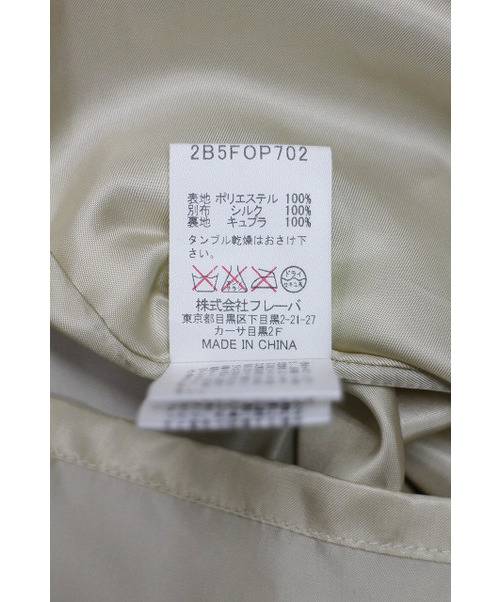 2B5FOP702
表地 ポリエステル 100%
別布 シルク 100%
裏地 キュプラ 100%
タンブル乾燥はおさけ下
さい。
ドライ
株式会社フレーバ
東京都目黒区下目黒2-21-27
カーサ目黒2F
MADE IN CHINA